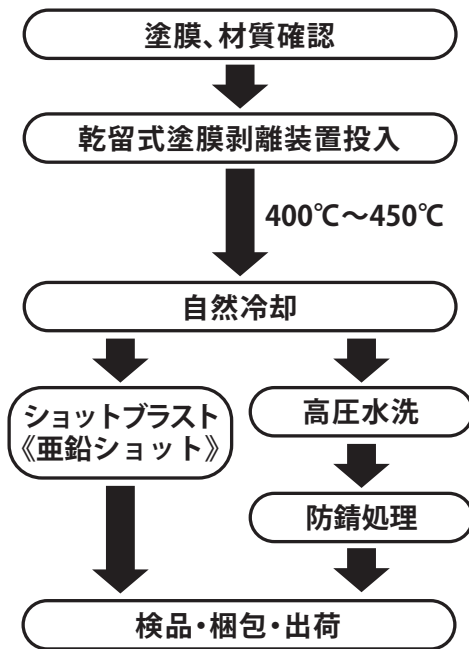 塗膜、材質確認
乾留式塗膜剥離装置投入
400℃～450℃
自然冷却
ショットブラスト
《亜鉛ショット》
高圧水洗
防錆処理
検品・梱包・出荷